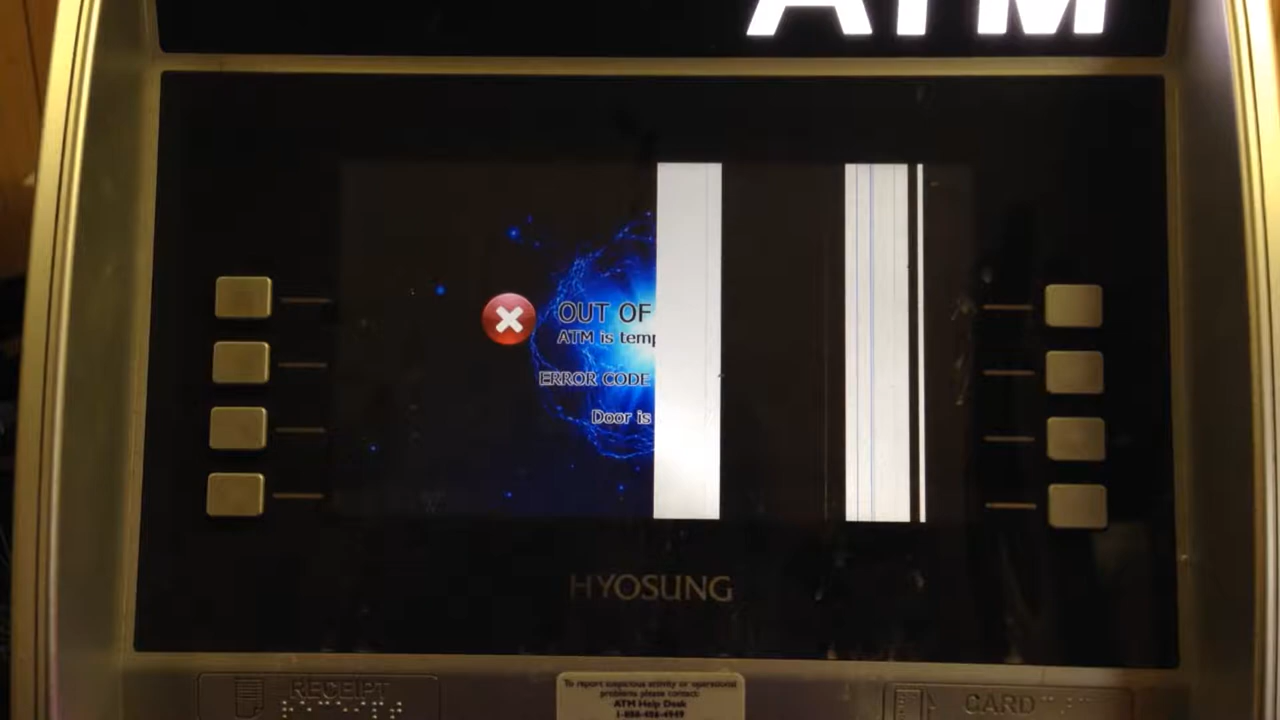 ATM
OUT OF
ATM is temp
ERROR CODE
Door is
HYOSUNG
RECEIPT
To report suspicious activity or operational
problems please contact:
ATM Help Desk
CARD